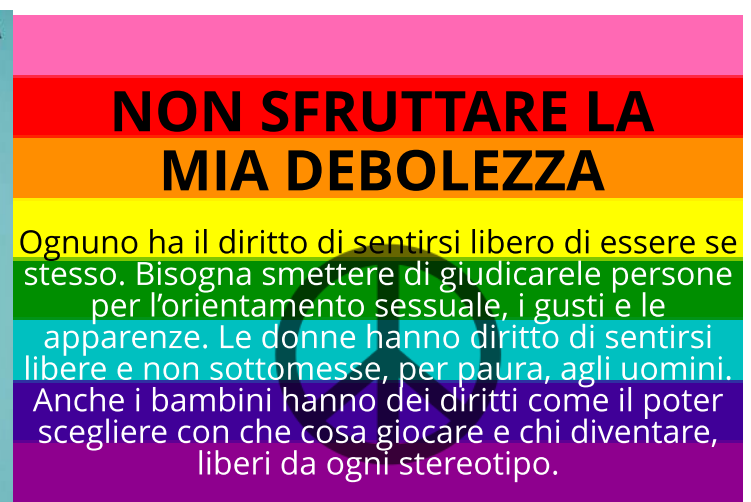 NON SFRUTTARE LA
MIA DEBOLEZZA
Ognuno ha il diritto di sentirsi libero di essere se
stesso. Bisogna smettere di giudicarele persone
per l’orientamento sessuale, i gusti e le
apparenze. Le donne hanno diritto di sentirsi
libere e non sottomesse, per paura, agli uomini.
Anche i bambini hanno dei diritti come il poter
scegliere con che cosa giocare e chi diventare,
liberi da ogni stereotipo.